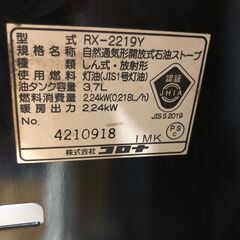 型式 RX-2219Y
規格名称 自然通気形開放式石油ストーブ
種類 しん式・放射形
使用燃料 灯油(JIS1号灯油)
油タンク容量 3.7L
燃料消費量 2.24kW(0.218L/h)
暖房出力 2.24kW
No. 4210918 IMK
株式会社コロナ
認証
JHIA
JISS2019
PS
C